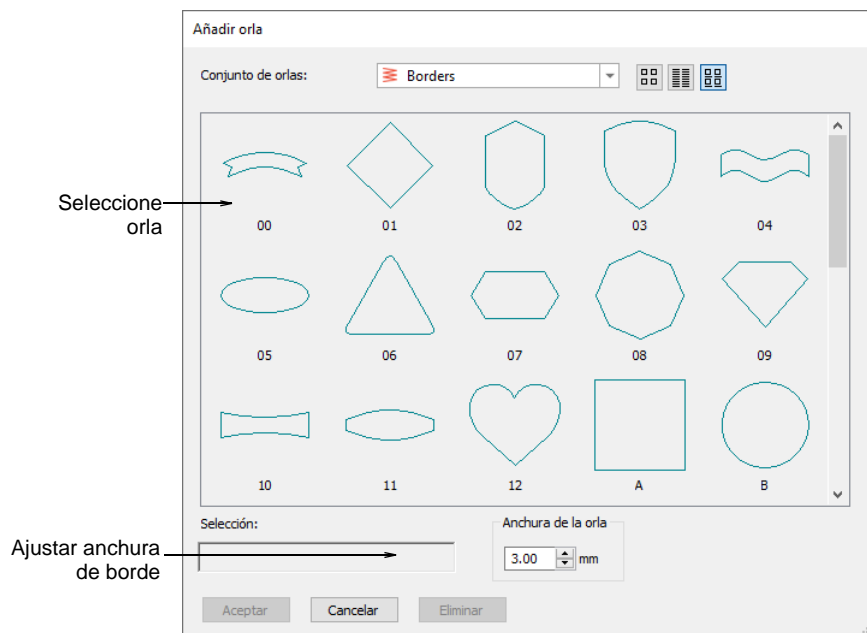 Añadir orla
Conjunto de orlas:
Borders
Seleccione
orla
00 01 02 03 04
05 06 07 08 09
10 11 12 A B
Selección:
Anchura de la orla
Ajustar anchura
de borde
3.00 mm
Aceptar Cancelar Eliminar